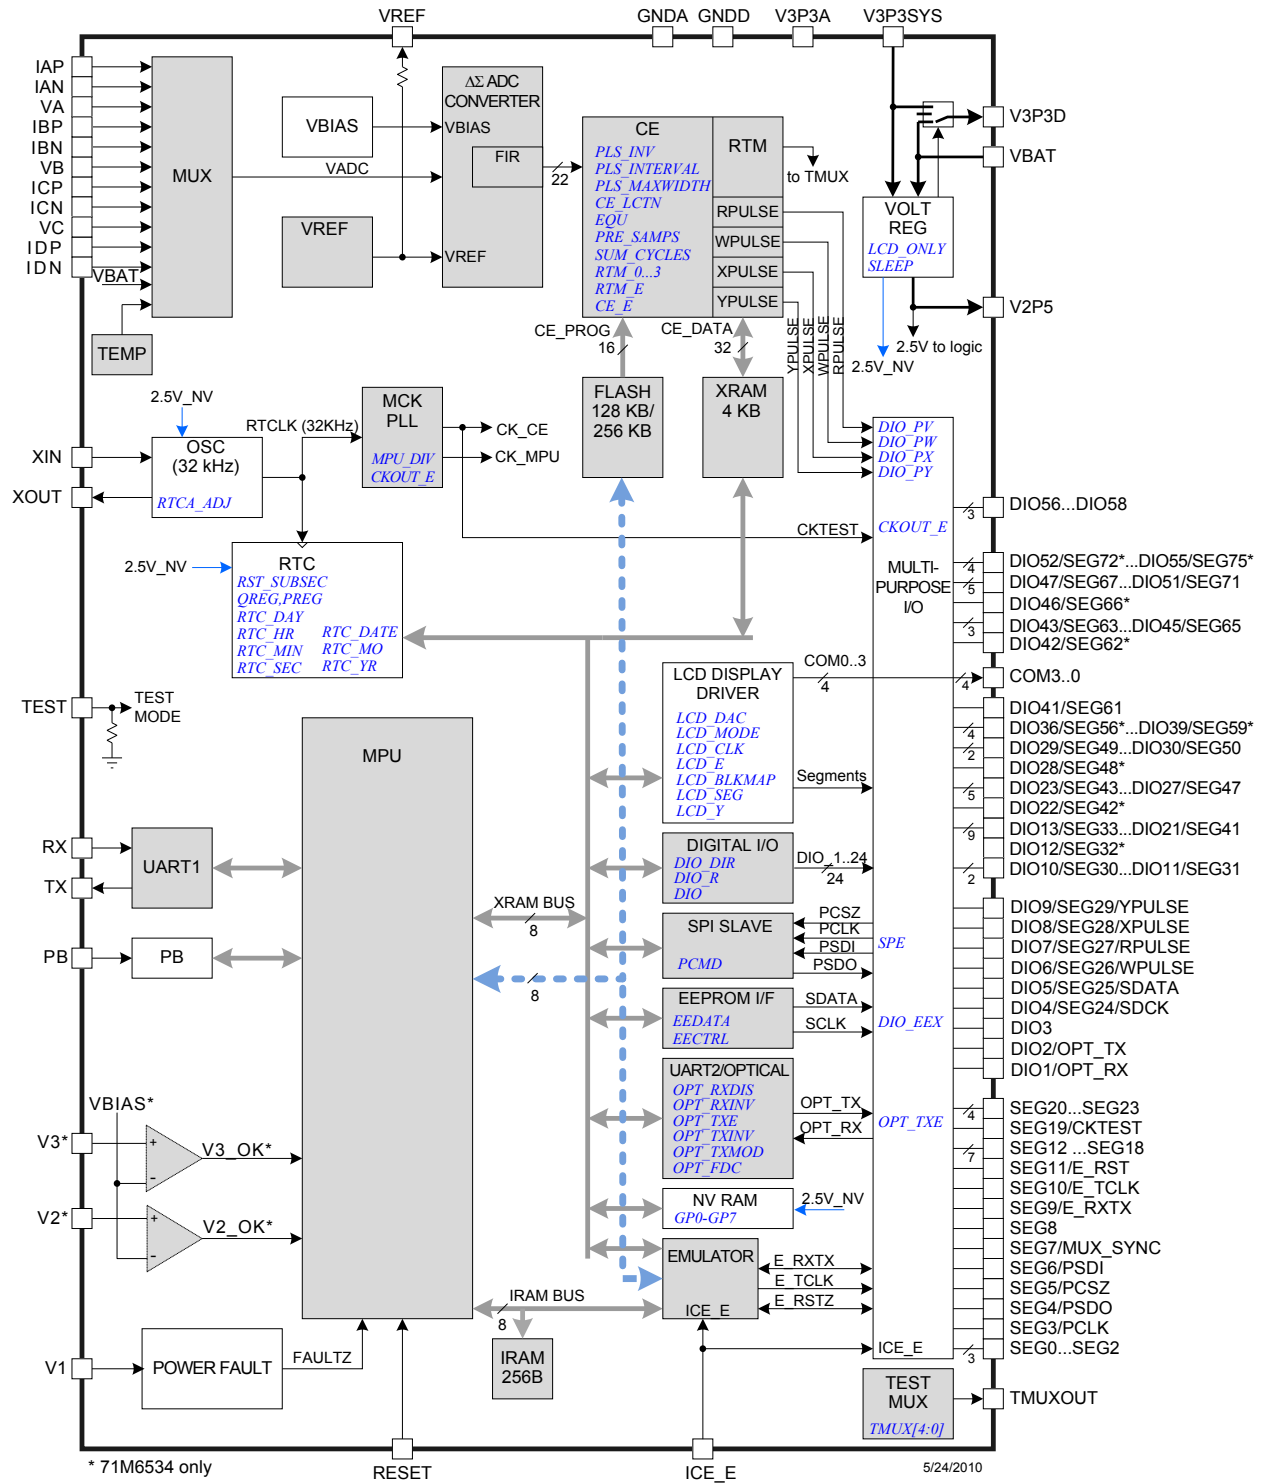 VREF
GNDA GNDD V3P3A V3P3SYS
IAP
IAN
VA
IBP
IBN
VB
ICP
ICN
VC
IDP
IDN
VBAT
MUX
TEMP
VBIAS
VREF
VADC
ΔΣ ADC
CONVERTER
VBIAS
FIR
VREF
22
CE
PLS_INV
PLS_INTERVAL
PLS_MAXWIDTH
CE_LCTN
EQU
PRE_SAMPS
SUM_CYCLES
RTM_0...3
RTM_E
CE_E
RTM
RPULSE
WPULSE
XPULSE
YPULSE
to TMUX
V3P3D
VBAT
VOLT
REG
LCD_ONLY
SLEEP
V2P5
2.5V to logic
2.5V_NV
CE_PROG
16
CE_DATA
32
YPULSE
XPULSE
WPULSE
RPULSE
FLASH
128 KB/
256 KB
XRAM
4 KB
2.5V_NV
XIN
XOUT
OSC
(32 kHz)
RTCA_ADJ
RTCLK (32KHz)
MCK
PLL
MPU_DIV
CKOUT_E
CK_CE
CK_MPU
2.5V_NV
RTC
RST_SUBSEC
QREG,PREG
RTC_DAY
RTC_HR
RTC_MIN
RTC_SEC
RTC_DATE
RTC_MO
RTC_YR
CKTEST
DIO_PV
DIO_PW
DIO_PX
DIO_PY
CKOUT_E
MULTI-
PURPOSE
I/O
SPE
DIO_EEX
OPT_TXE
ICE_E
TEST
TEST
MODE
MPU
RX
TX
UART1
PB
PB
XRAM BUS
8
8
LCD DISPLAY
DRIVER
LCD_DAC
LCD_MODE
LCD_CLK
LCD_E
LCD_BLKMAP
LCD_SEG
LCD_Y
COM0..3
4
Segments
DIGITAL I/O
DIO_DIR
DIO_R
DIO
DIO_1..24
24
SPI SLAVE
PCMD
PCSZ
PCLK
PSDI
PSDO
EEPROM I/F
EEDATA
EECTRL
SDATA
SCLK
UART2/OPTICAL
OPT_RXDIS
OPT_RXINV
OPT_TXE
OPT_TXINV
OPT_TXMOD
OPT_FDC
OPT_TX
OPT_RX
NV RAM
GP0-GP7
2.5V_NV
EMULATOR
ICE_E
E_RXTX
E_TCLK
E_RSTZ
VBIAS*
V3*
+
–
V3_OK*
V2*
+
–
V2_OK*
IRAM BUS
8
IRAM
256B
V1
POWER FAULT
FAULTZ
TEST
MUX
TMUX[4:0]
3
DIO56...DIO58
4
DIO52/SEG72*...DIO55/SEG75*
5
DIO47/SEG67...DIO51/SEG71
DIO46/SEG66*
3
DIO43/SEG63...DIO45/SEG65
DIO42/SEG62*
4
COM3..0
DIO41/SEG61
4
DIO36/SEG56*...DIO39/SEG59*
2
DIO29/SEG49...DIO30/SEG50
DIO28/SEG48*
5
DIO23/SEG43...DIO27/SEG47
DIO22/SEG42*
9
DIO13/SEG33...DIO21/SEG41
DIO12/SEG32*
2
DIO10/SEG30...DIO11/SEG31
DIO9/SEG29/YPULSE
DIO8/SEG28/XPULSE
DIO7/SEG27/RPULSE
DIO6/SEG26/WPULSE
DIO5/SEG25/SDATA
DIO4/SEG24/SDCK
DIO3
DIO2/OPT_TX
DIO1/OPT_RX
4
SEG20...SEG23
SEG19/CKTEST
7
SEG12 ...SEG18
SEG11/E_RST
SEG10/E_TCLK
SEG9/E_RXTX
SEG8
SEG7/MUX_SYNC
SEG6/PSDI
SEG5/PCSZ
SEG4/PSDO
SEG3/PCLK
3
SEG0...SEG2
TMUXOUT
* 71M6534 only
RESET
ICE_E
5/24/2010